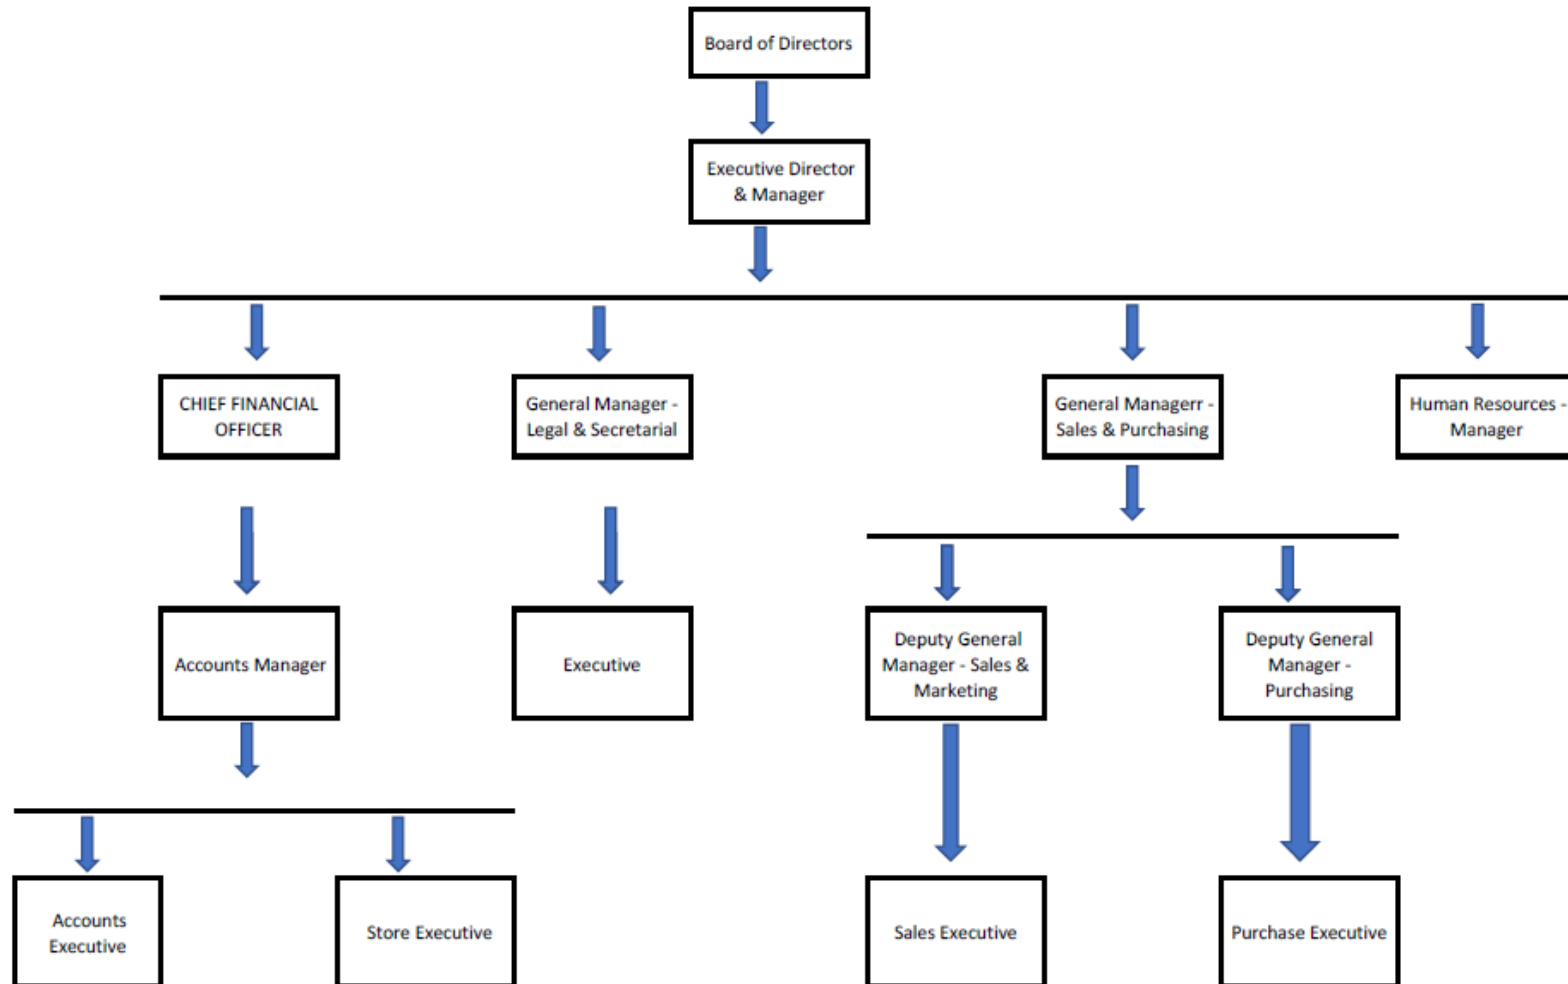 Board of Directors
Executive Director
& Manager
CHIEF FINANCIAL
OFFICER
General Manager -
Legal & Secretarial
General Managerr -
Sales & Purchasing
Human Resources -
Manager
Accounts Manager
Executive
Deputy General
Manager - Sales &
Marketing
Deputy General
Manager -
Purchasing
Accounts
Executive
Store Executive
Sales Executive
Purchase Executive